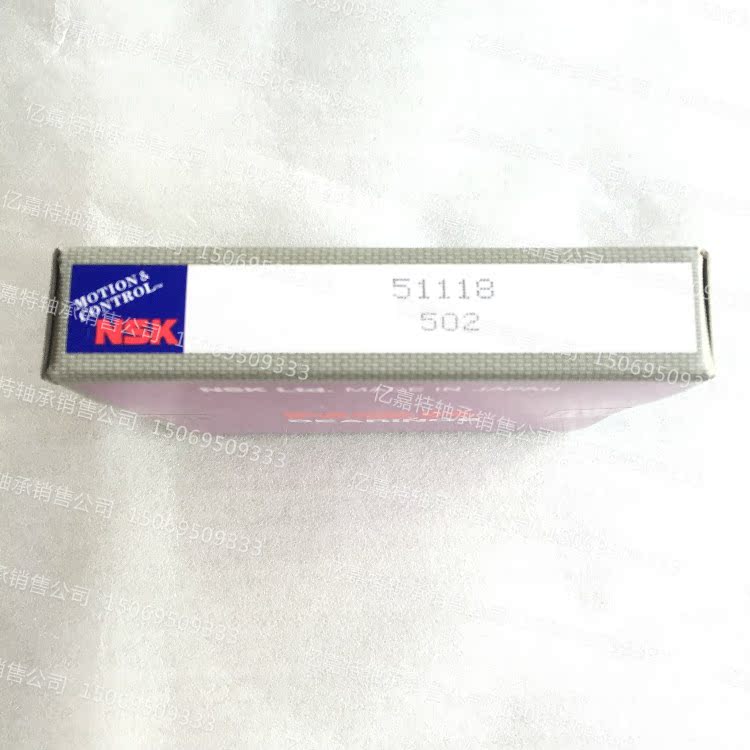 MOTION &
CONTROL™
NSK
51118
502
NSK Ltd. MADE IN JAPAN
亿嘉特轴承销售公司 15069509333